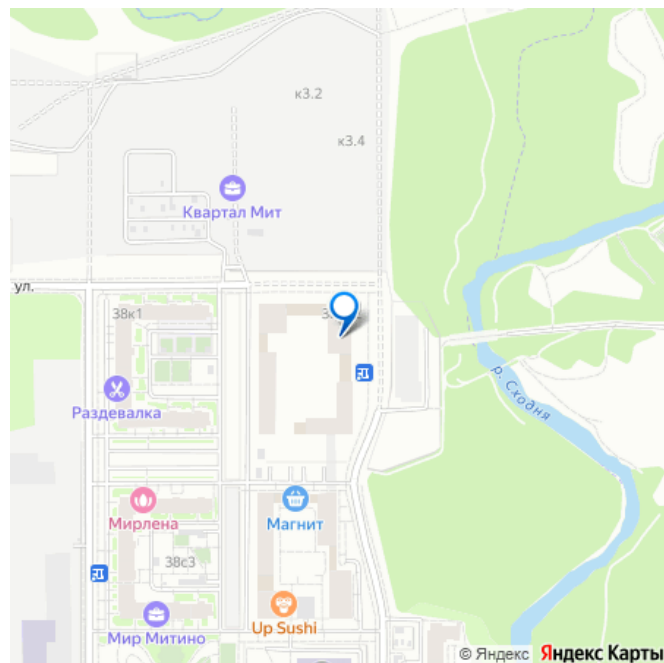 к3.2
к3.4
Квартал Мит
ул.
38к1
Раздевалка
р. Сходня
Мирлена
Магнит
38с3
Мир Митино
Up Sushi
© Яндекс Яндекс Карты